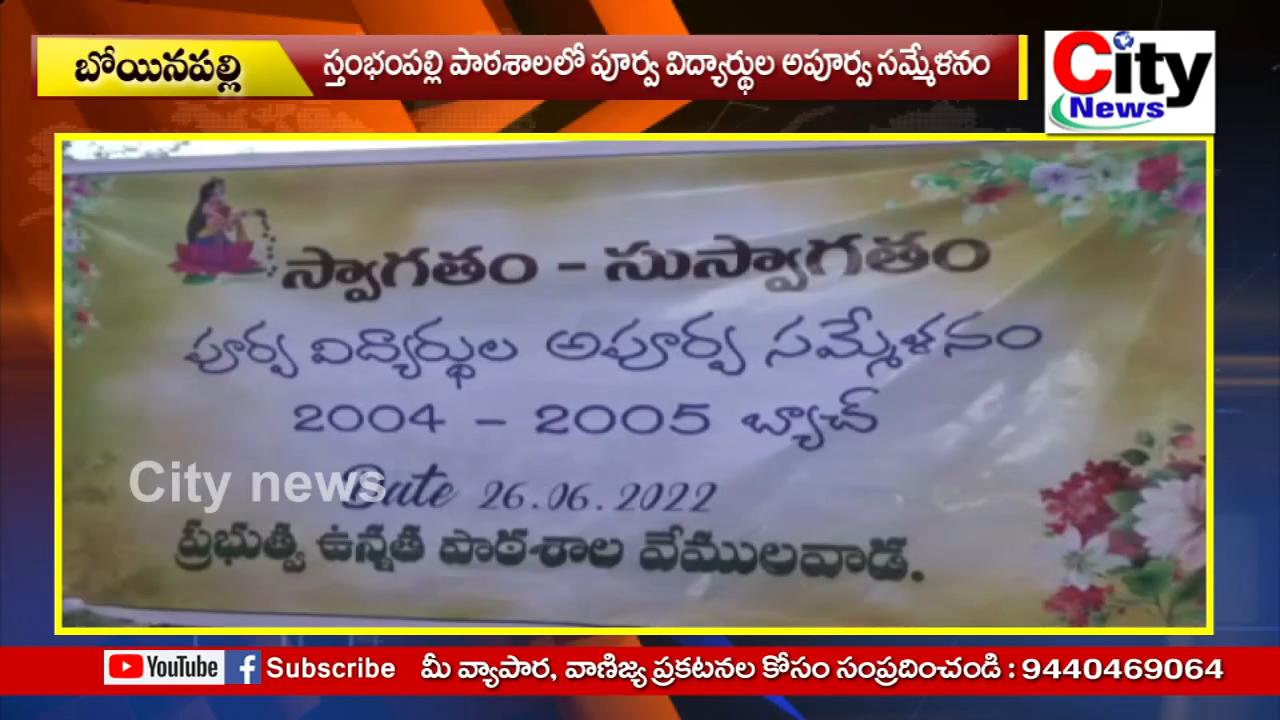 బోయినపల్లి
స్తంభంపల్లి పాఠశాలలో పూర్వ విద్యార్థుల అపూర్వ సమ్మేళనం
City
News
స్వాగతం - సుస్వాగతం
పూర్వ విద్యార్థుల అపూర్వ సమ్మేళనం
2004 - 2005 బ్యాచ్
City news
Date 26.06.2022
ప్రభుత్వ ఉన్నత పాఠశాల వేములవాడ.
YouTube f Subscribe మీ వ్యాపార, వాణిజ్య ప్రకటనల కోసం సంప్రదించండి : 9440469064